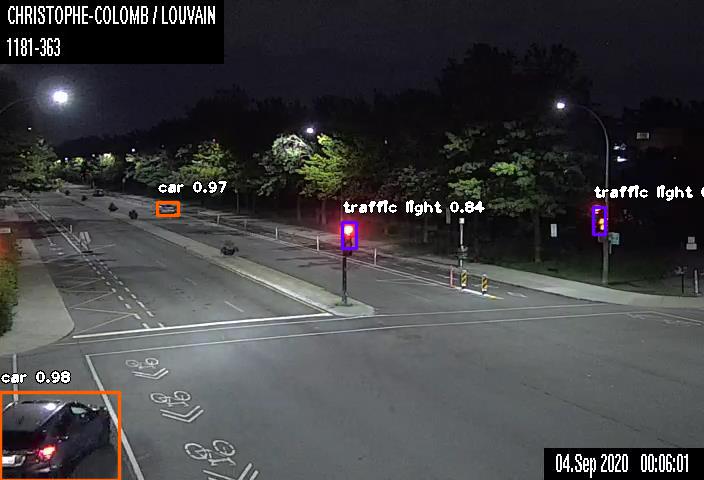 CHRISTOPHE-COLOMB / LOUVAIN
1181-363
car 0.97
traffic light 0.84
traffic light
car 0.98
04.Sep 2020 00:06:01